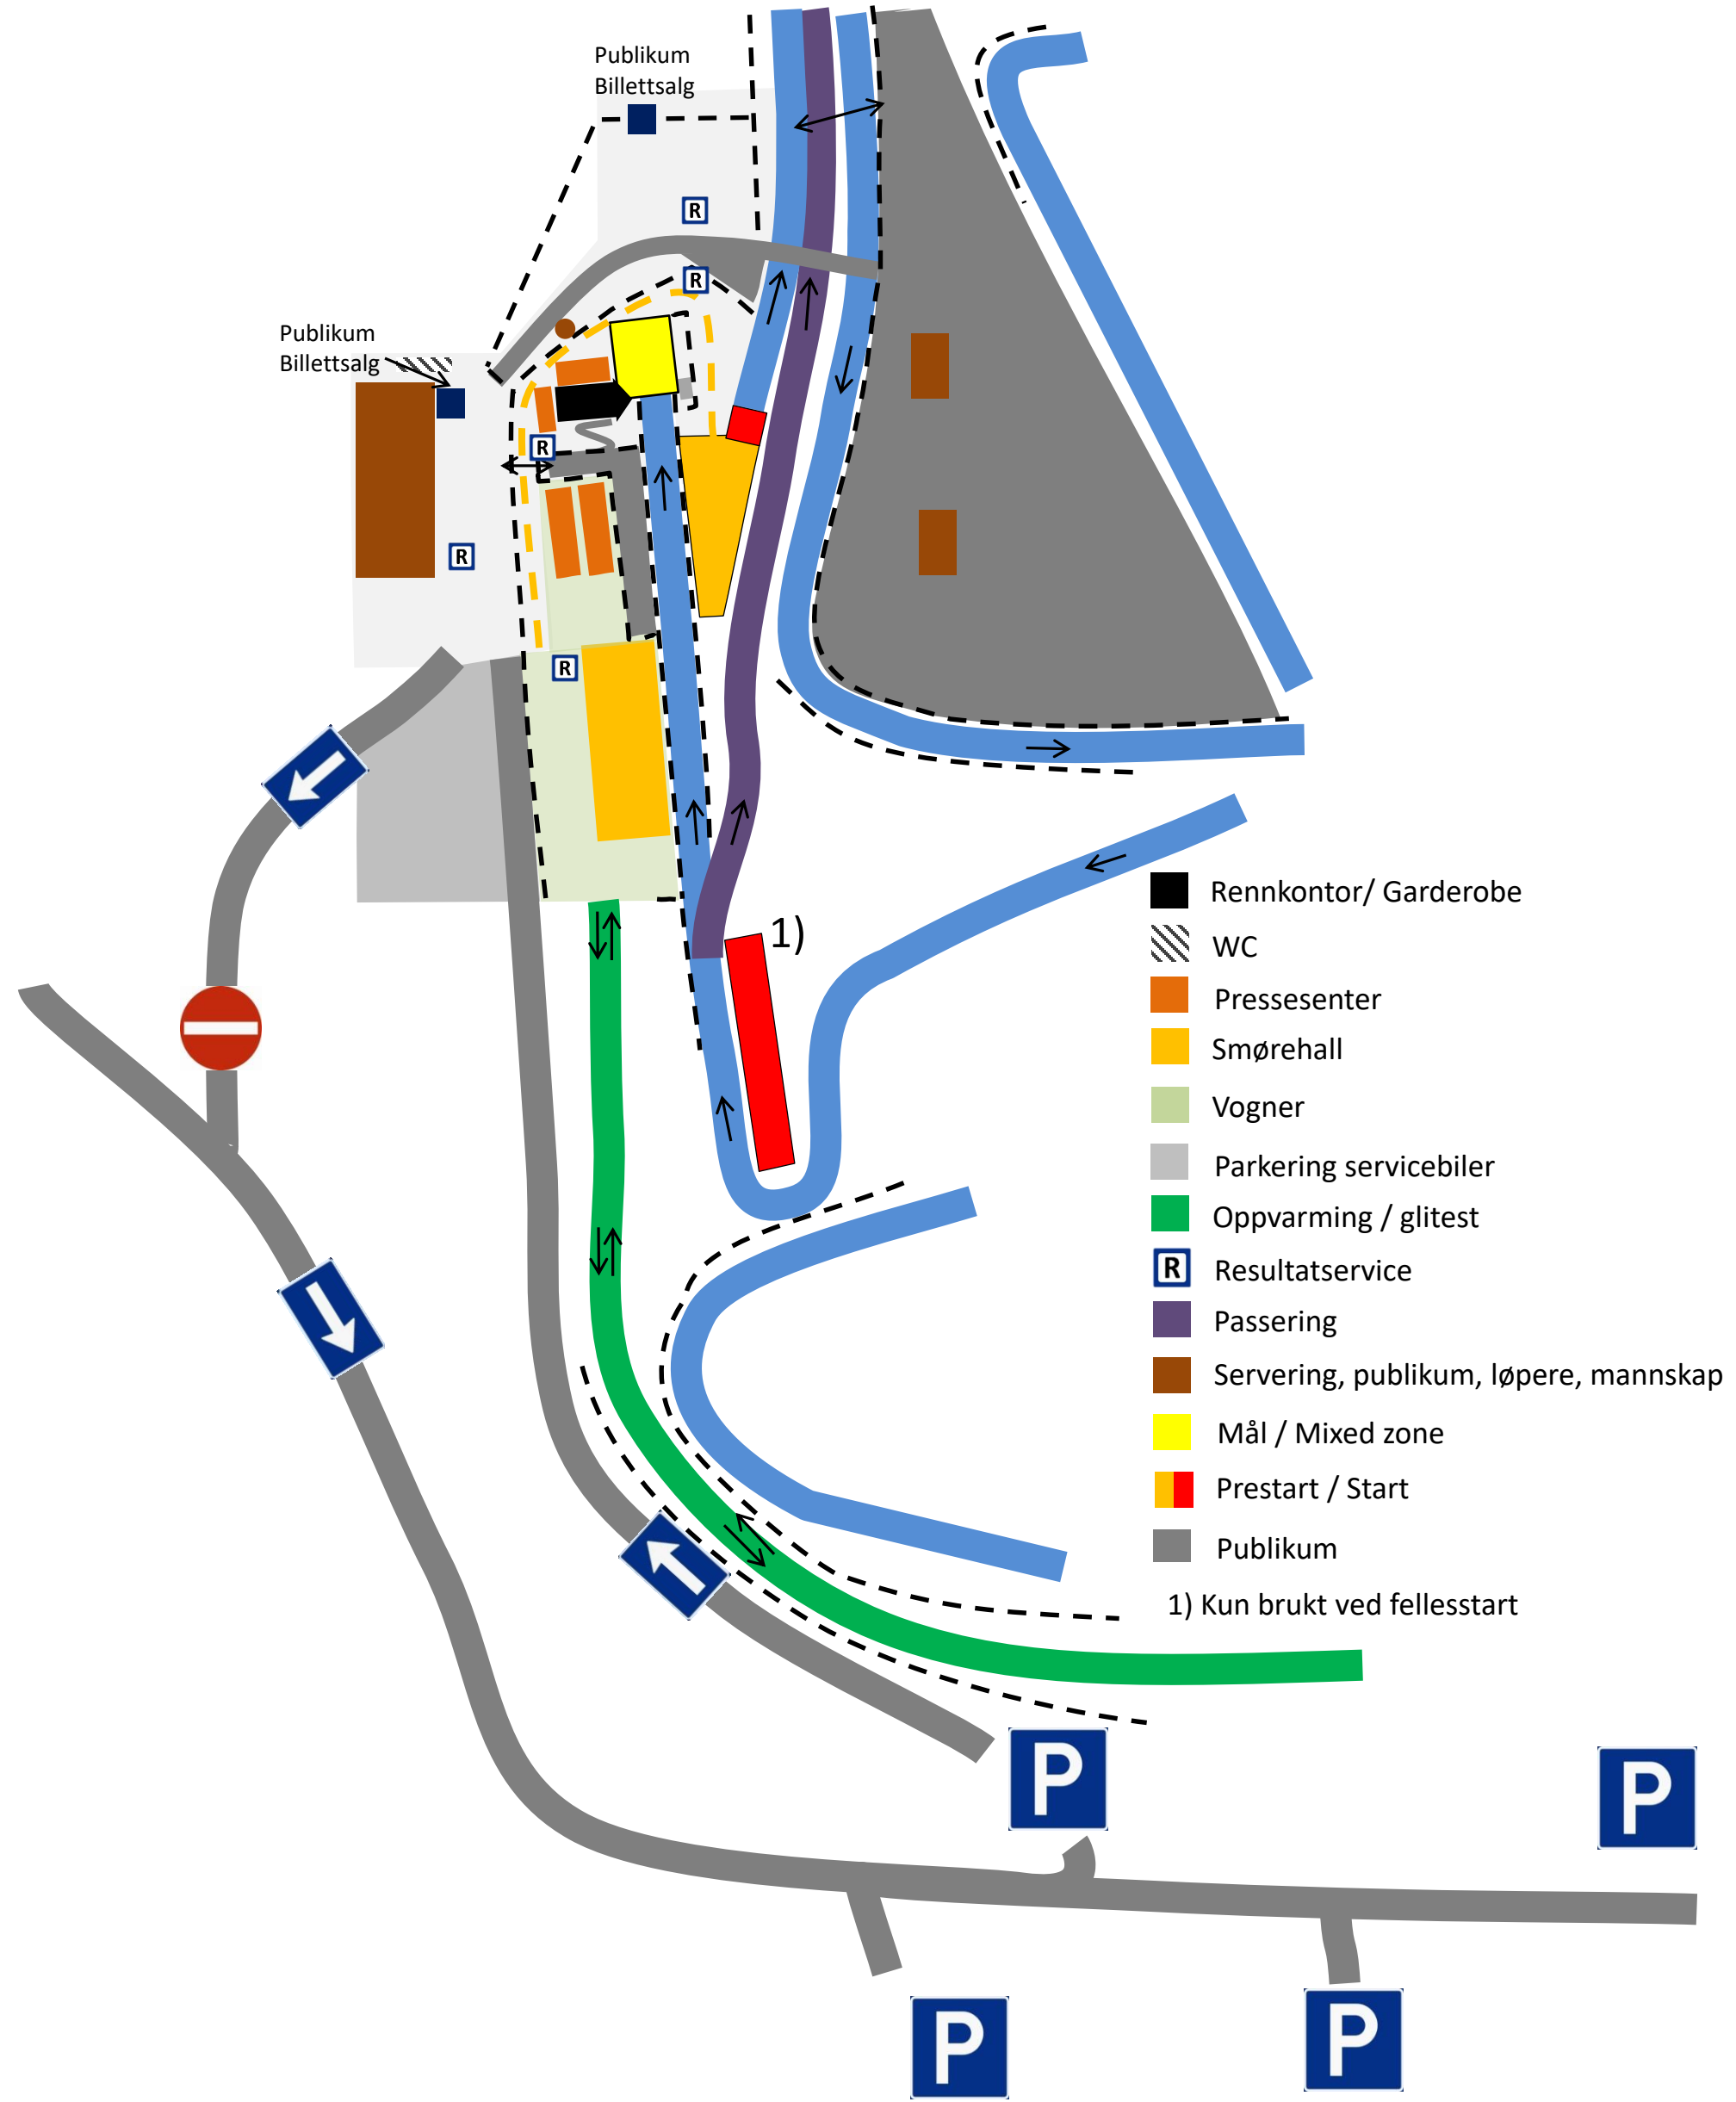 Publikum
Billettsalg
R
R
Publikum
Billettsalg
R
R
R
1)
Rennkontor/ Garderobe
WC
Pressesenter
Smørehall
Vogner
Parkering servicebiler
Oppvarming / glitest
R Resultatservice
Passering
Servering, publikum, løpere, mannskap
Mål / Mixed zone
Prestart / Start
Publikum
1) Kun brukt ved fellesstart
P
P
P
P